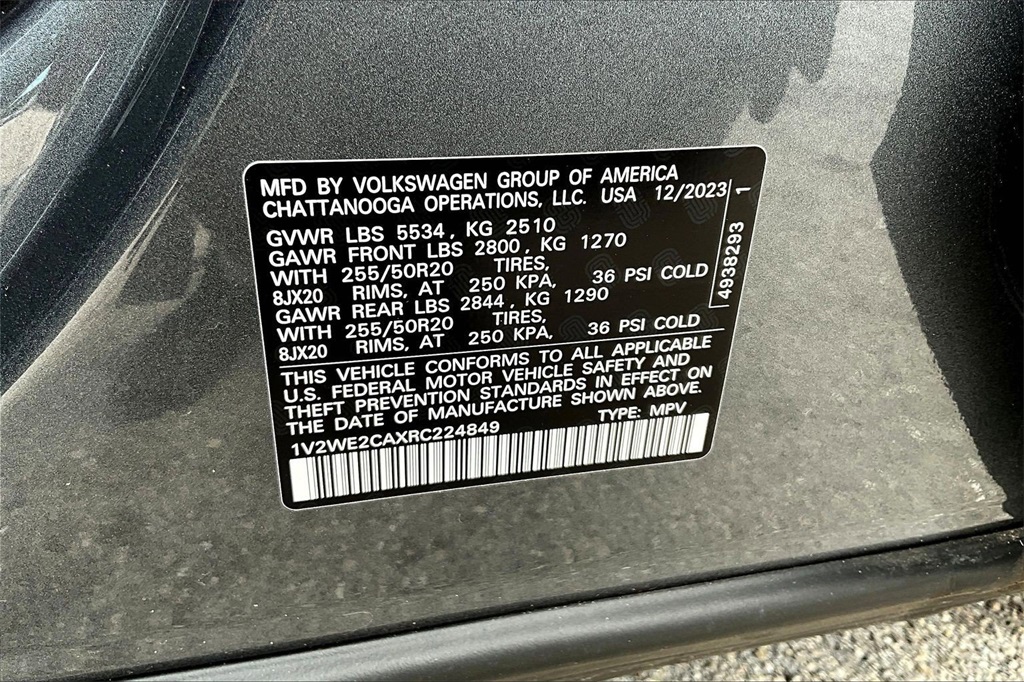 MFD BY VOLKSWAGEN GROUP OF AMERICA
CHATTANOOGA OPERATIONS, LLC. USA 12/2023
GVWR LBS 5534, KG 2510
GAWR FRONT LBS 2800, KG 1270
WITH 255/50R20 TIRES,
8JX20 RIMS, AT 250 KPA, 36 PSI COLD
GAWR REAR LBS 2844, KG 1290
WITH 255/50R20 TIRES,
8JX20 RIMS, AT 250 KPA, 36 PSI COLD
THIS VEHICLE CONFORMS TO ALL APPLICABLE
U.S. FEDERAL MOTOR VEHICLE SAFETY AND
THEFT PREVENTION STANDARDS IN EFFECT ON
THE DATE OF MANUFACTURE SHOWN ABOVE.
1V2WE2CAXRC224849 TYPE: MPV
4938293 1